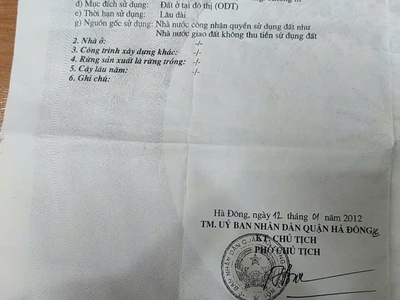 d) Mục đích sử dụng: Đất ở tại đô thị (ODT)
e) Thời hạn sử dụng: Lâu dài
g) Nguồn gốc sử dụng: Nhà nước công nhận quyền sử dụng đất như
Nhà nước giao đất không thu tiền sử dụng đất
2. Nhà ở: -/-
3. Công trình xây dựng khác: -/-
4. Rừng sản xuất là rừng trồng: -/-
5. Cây lâu năm: -/-
6. Ghi chú:
Hà Đông, ngày 12 tháng 01 năm 2012
TM. UỶ BAN NHÂN DÂN QUẬN HÀ ĐÔNG
KT. CHỦ TỊCH
PHÓ CHỦ TỊCH